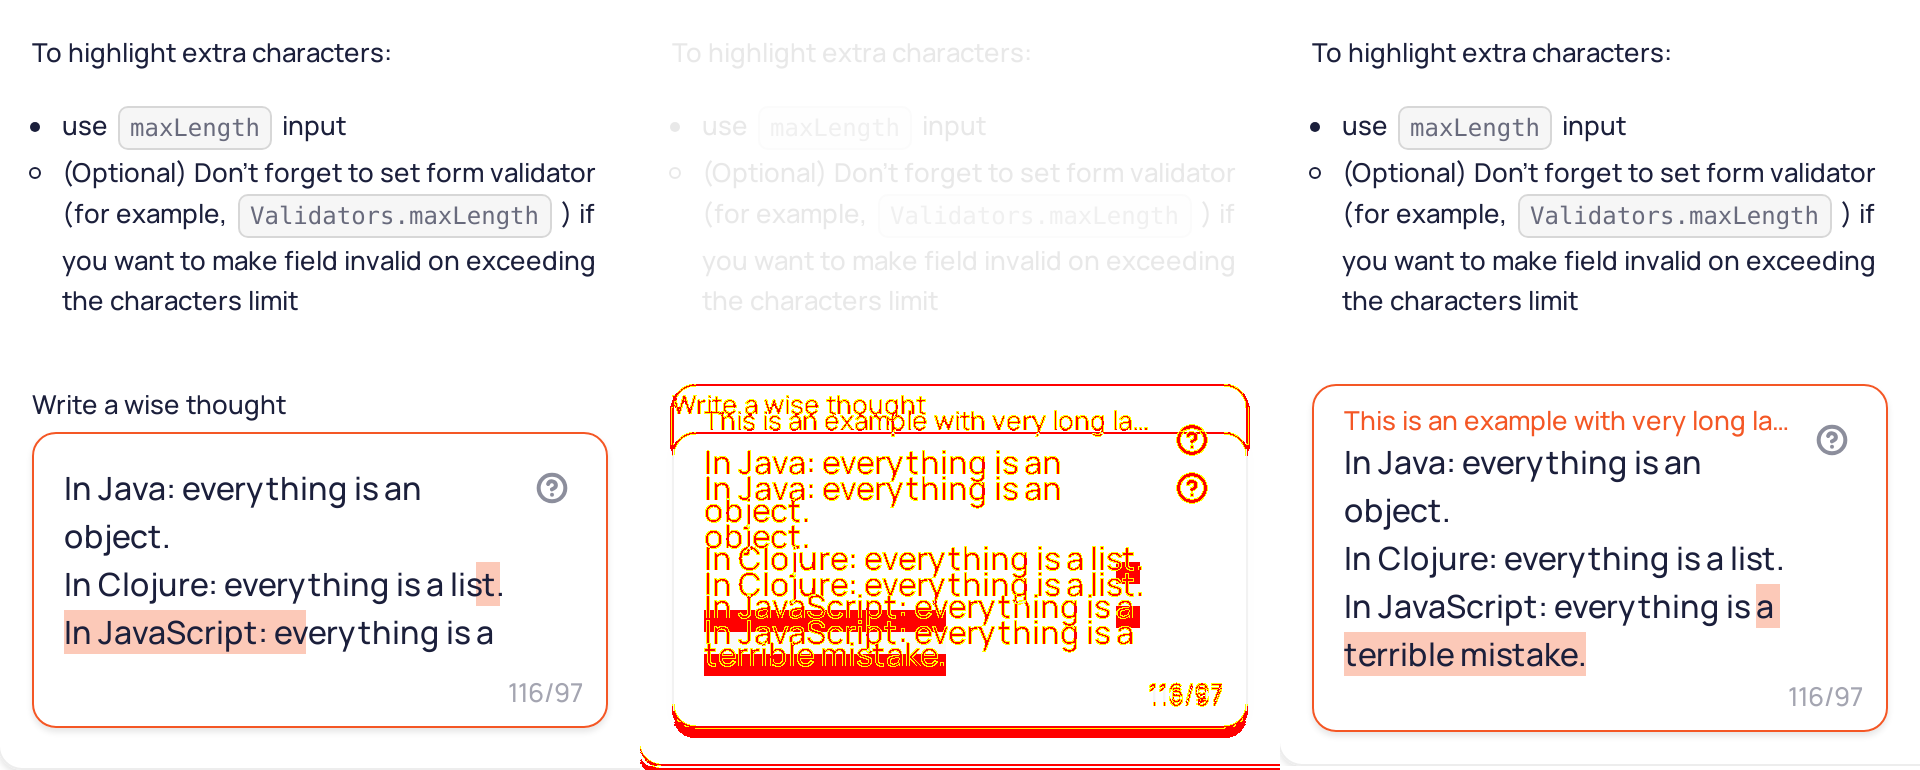 To highlight extra characters:
use maxLength input
(Optional) Don't forget to set form validator
(for example, Validators.maxLength ) if
you want to make field invalid on exceeding
the characters limit
Write a wise thought
In Java: everything is an
object.
In Clojure: everything is a list.
In JavaScript: everything is a
116/97
To highlight extra characters:
use maxLength input
(Optional) Don't forget to set form validator
(for example, Validators.maxLength ) if
you want to make field invalid on exceeding
the characters limit
Write a wise thought
This is an example with very long la...
In Java: everything is an
In Java: everything is an
object.
object.
In Clojure: everything is a list.
In Clojure: everything is a list.
In JavaScript: everything is a
In JavaScript: everything is a
terrible mistake.
To highlight extra characters:
use maxLength input
(Optional) Don't forget to set form validator
(for example, Validators.maxLength ) if
you want to make field invalid on exceeding
the characters limit
This is an example with very long la...
In Java: everything is an
object.
In Clojure: everything is a list.
In JavaScript: everything is a
terrible mistake.
116/97